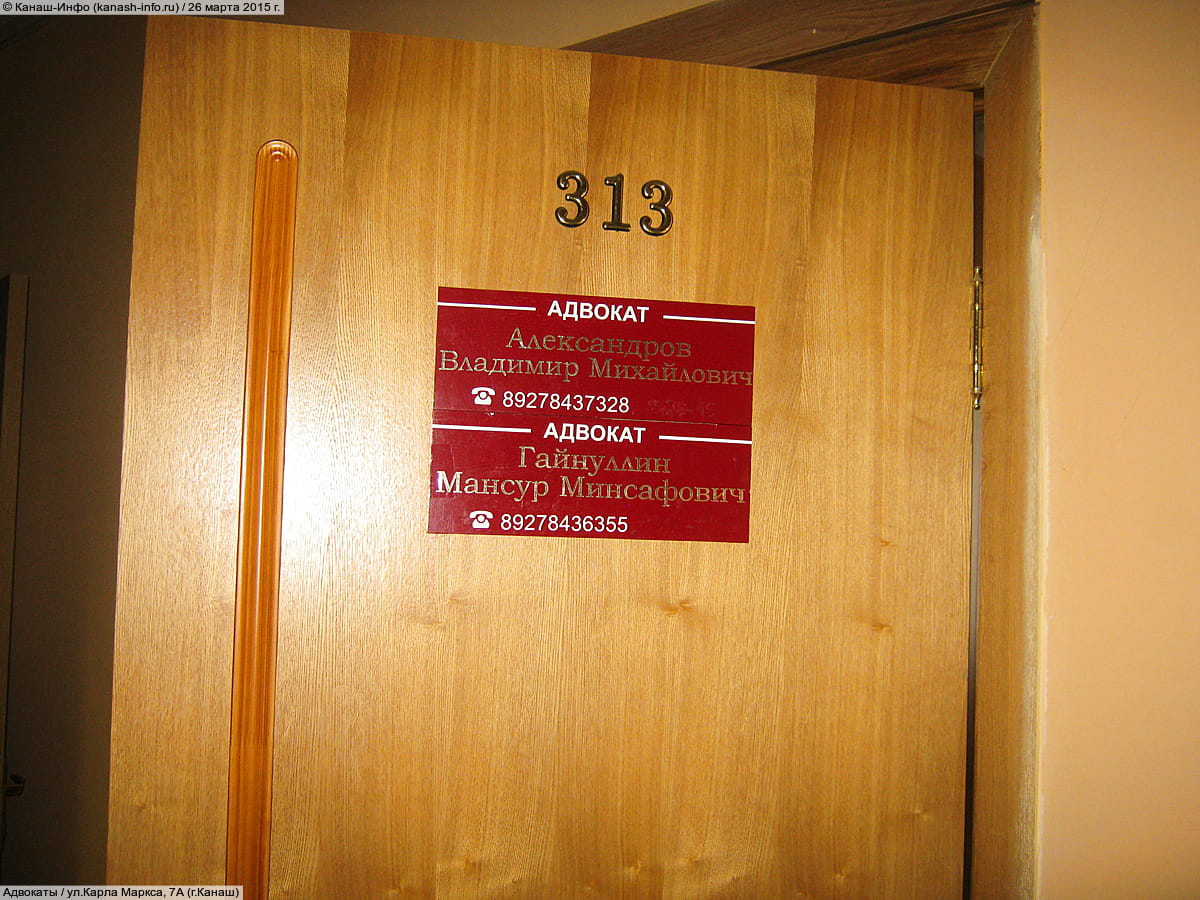 © Канаш-Инфо (kanash-info.ru) / 26 марта 2015 г.
313
АДВОКАТ
Александров
Владимир Михайлович
☎ 89278437328
АДВОКАТ
Гайнуллин
Мансур Минсафович
☎ 89278436355
Адвокаты / ул.Карла Маркса, 7А (г.Канаш)